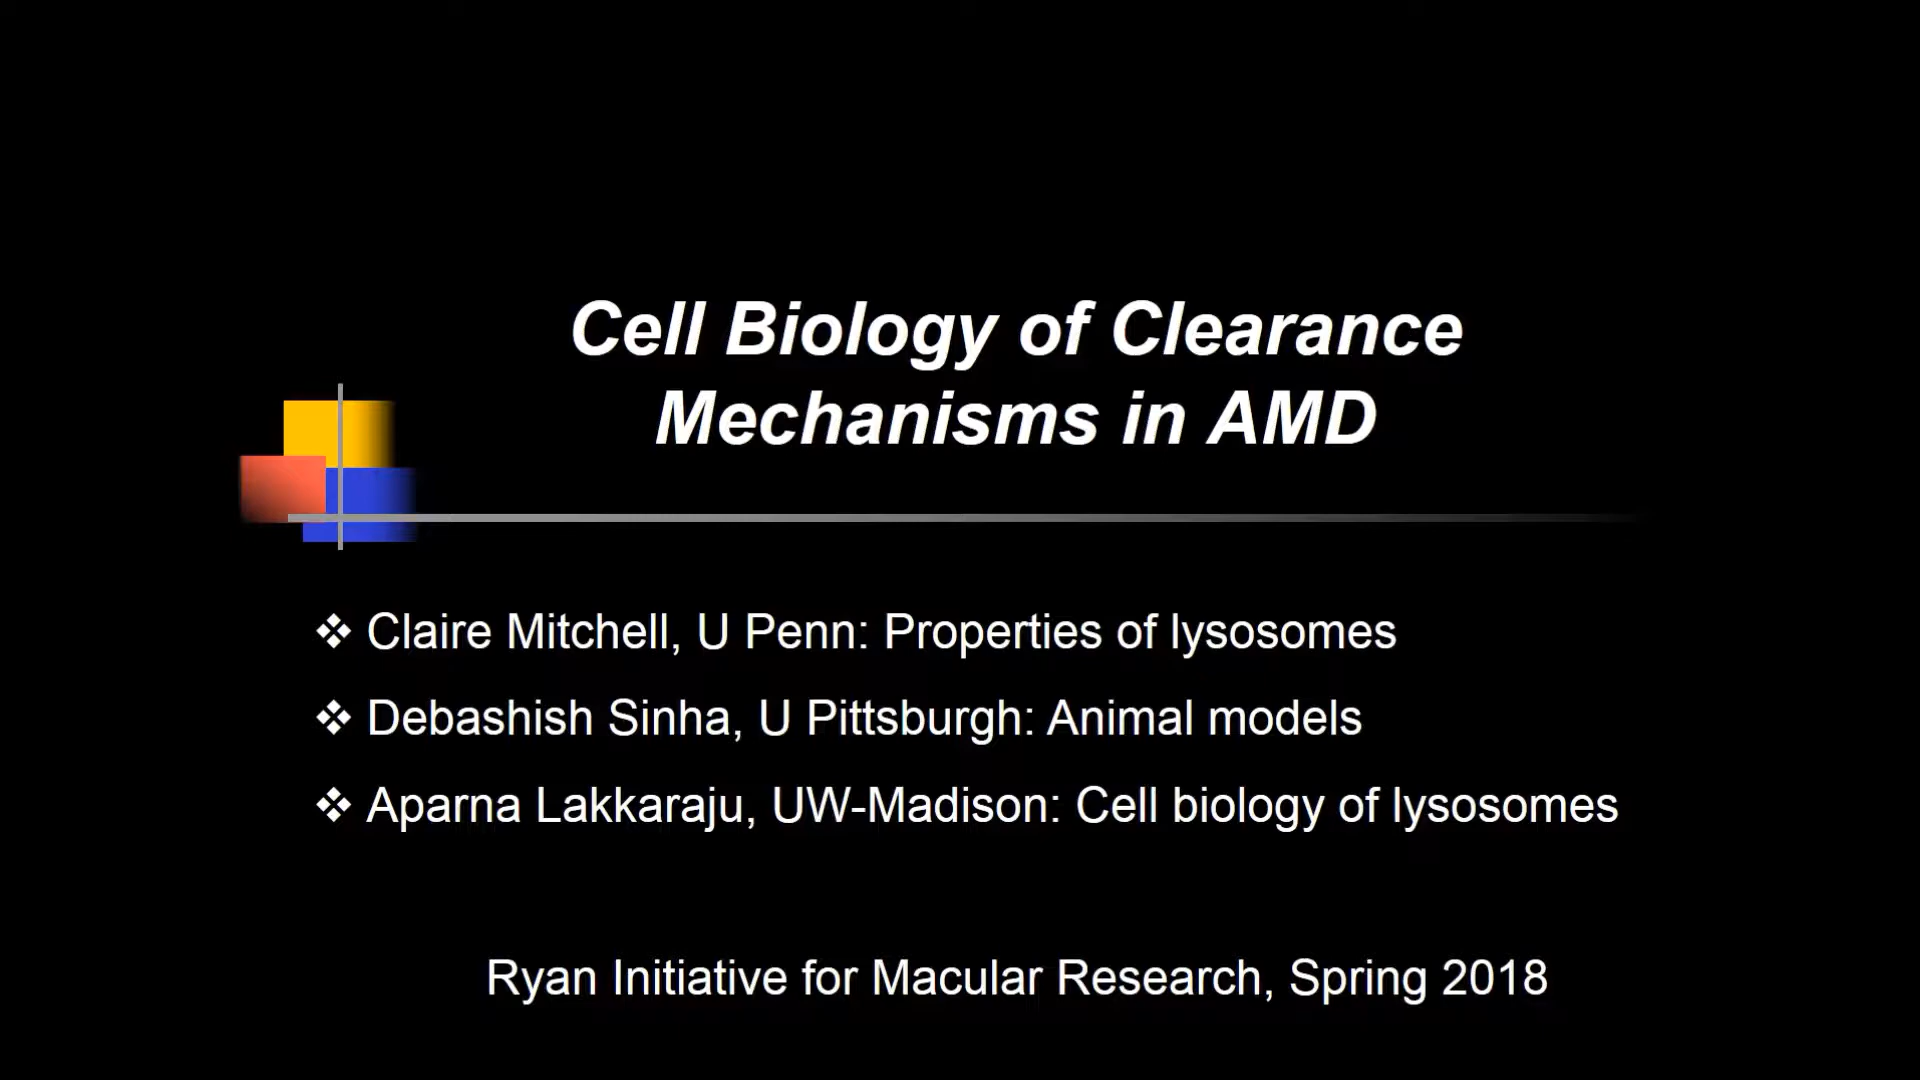 Cell Biology of Clearance
Mechanisms in AMD
❖ Claire Mitchell, U Penn: Properties of lysosomes
❖ Debashish Sinha, U Pittsburgh: Animal models
❖ Aparna Lakkaraju, UW-Madison: Cell biology of lysosomes
Ryan Initiative for Macular Research, Spring 2018